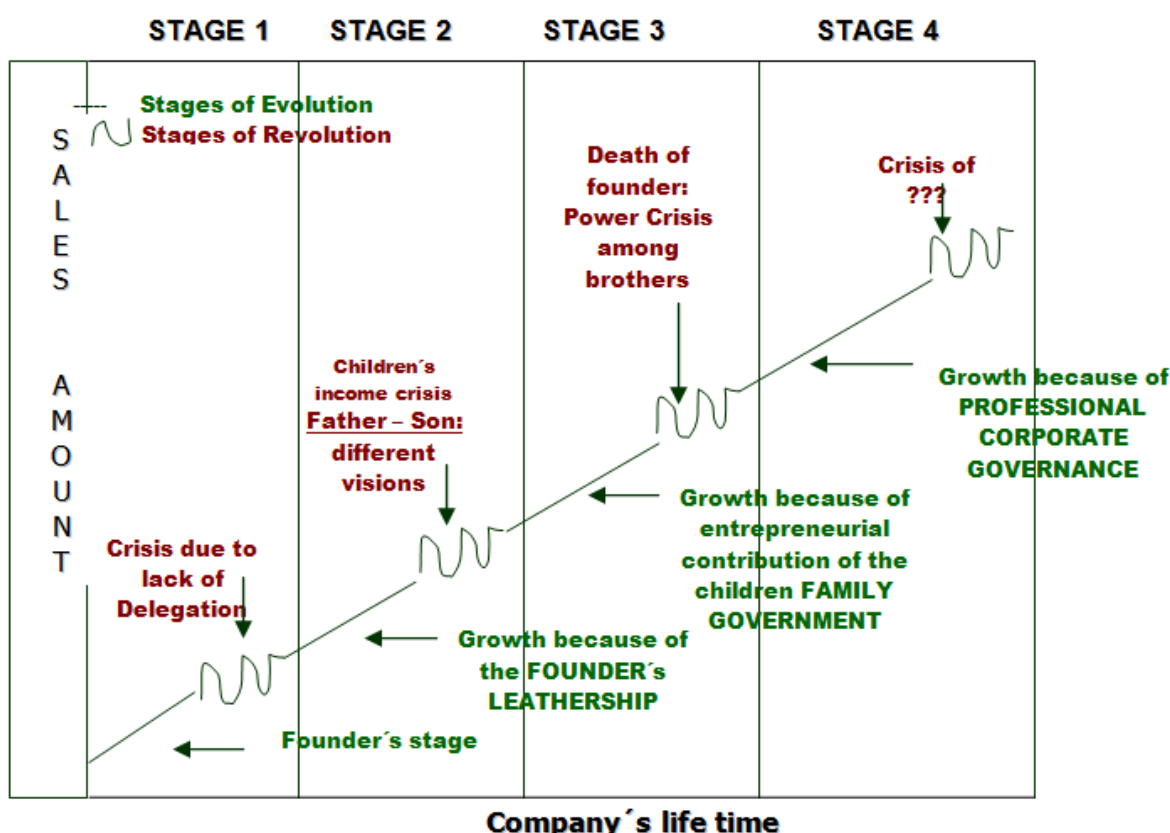 STAGE 1
STAGE 2
STAGE 3
STAGE 4
Stages of Evolution
Stages of Revolution
SALES
AMOUNT
Crisis due to
lack of
Delegation
Founder´s stage
Children´s
income crisis
Father – Son:
different
visions
Growth because of
the FOUNDER´s
LEATHERSHIP
Death of
founder:
Power Crisis
among
brothers
Growth because of
entrepreneurial
contribution of the
children FAMILY
GOVERNMENT
Crisis of
???
Growth because of
PROFESSIONAL
CORPORATE
GOVERNANCE
Company´s life time